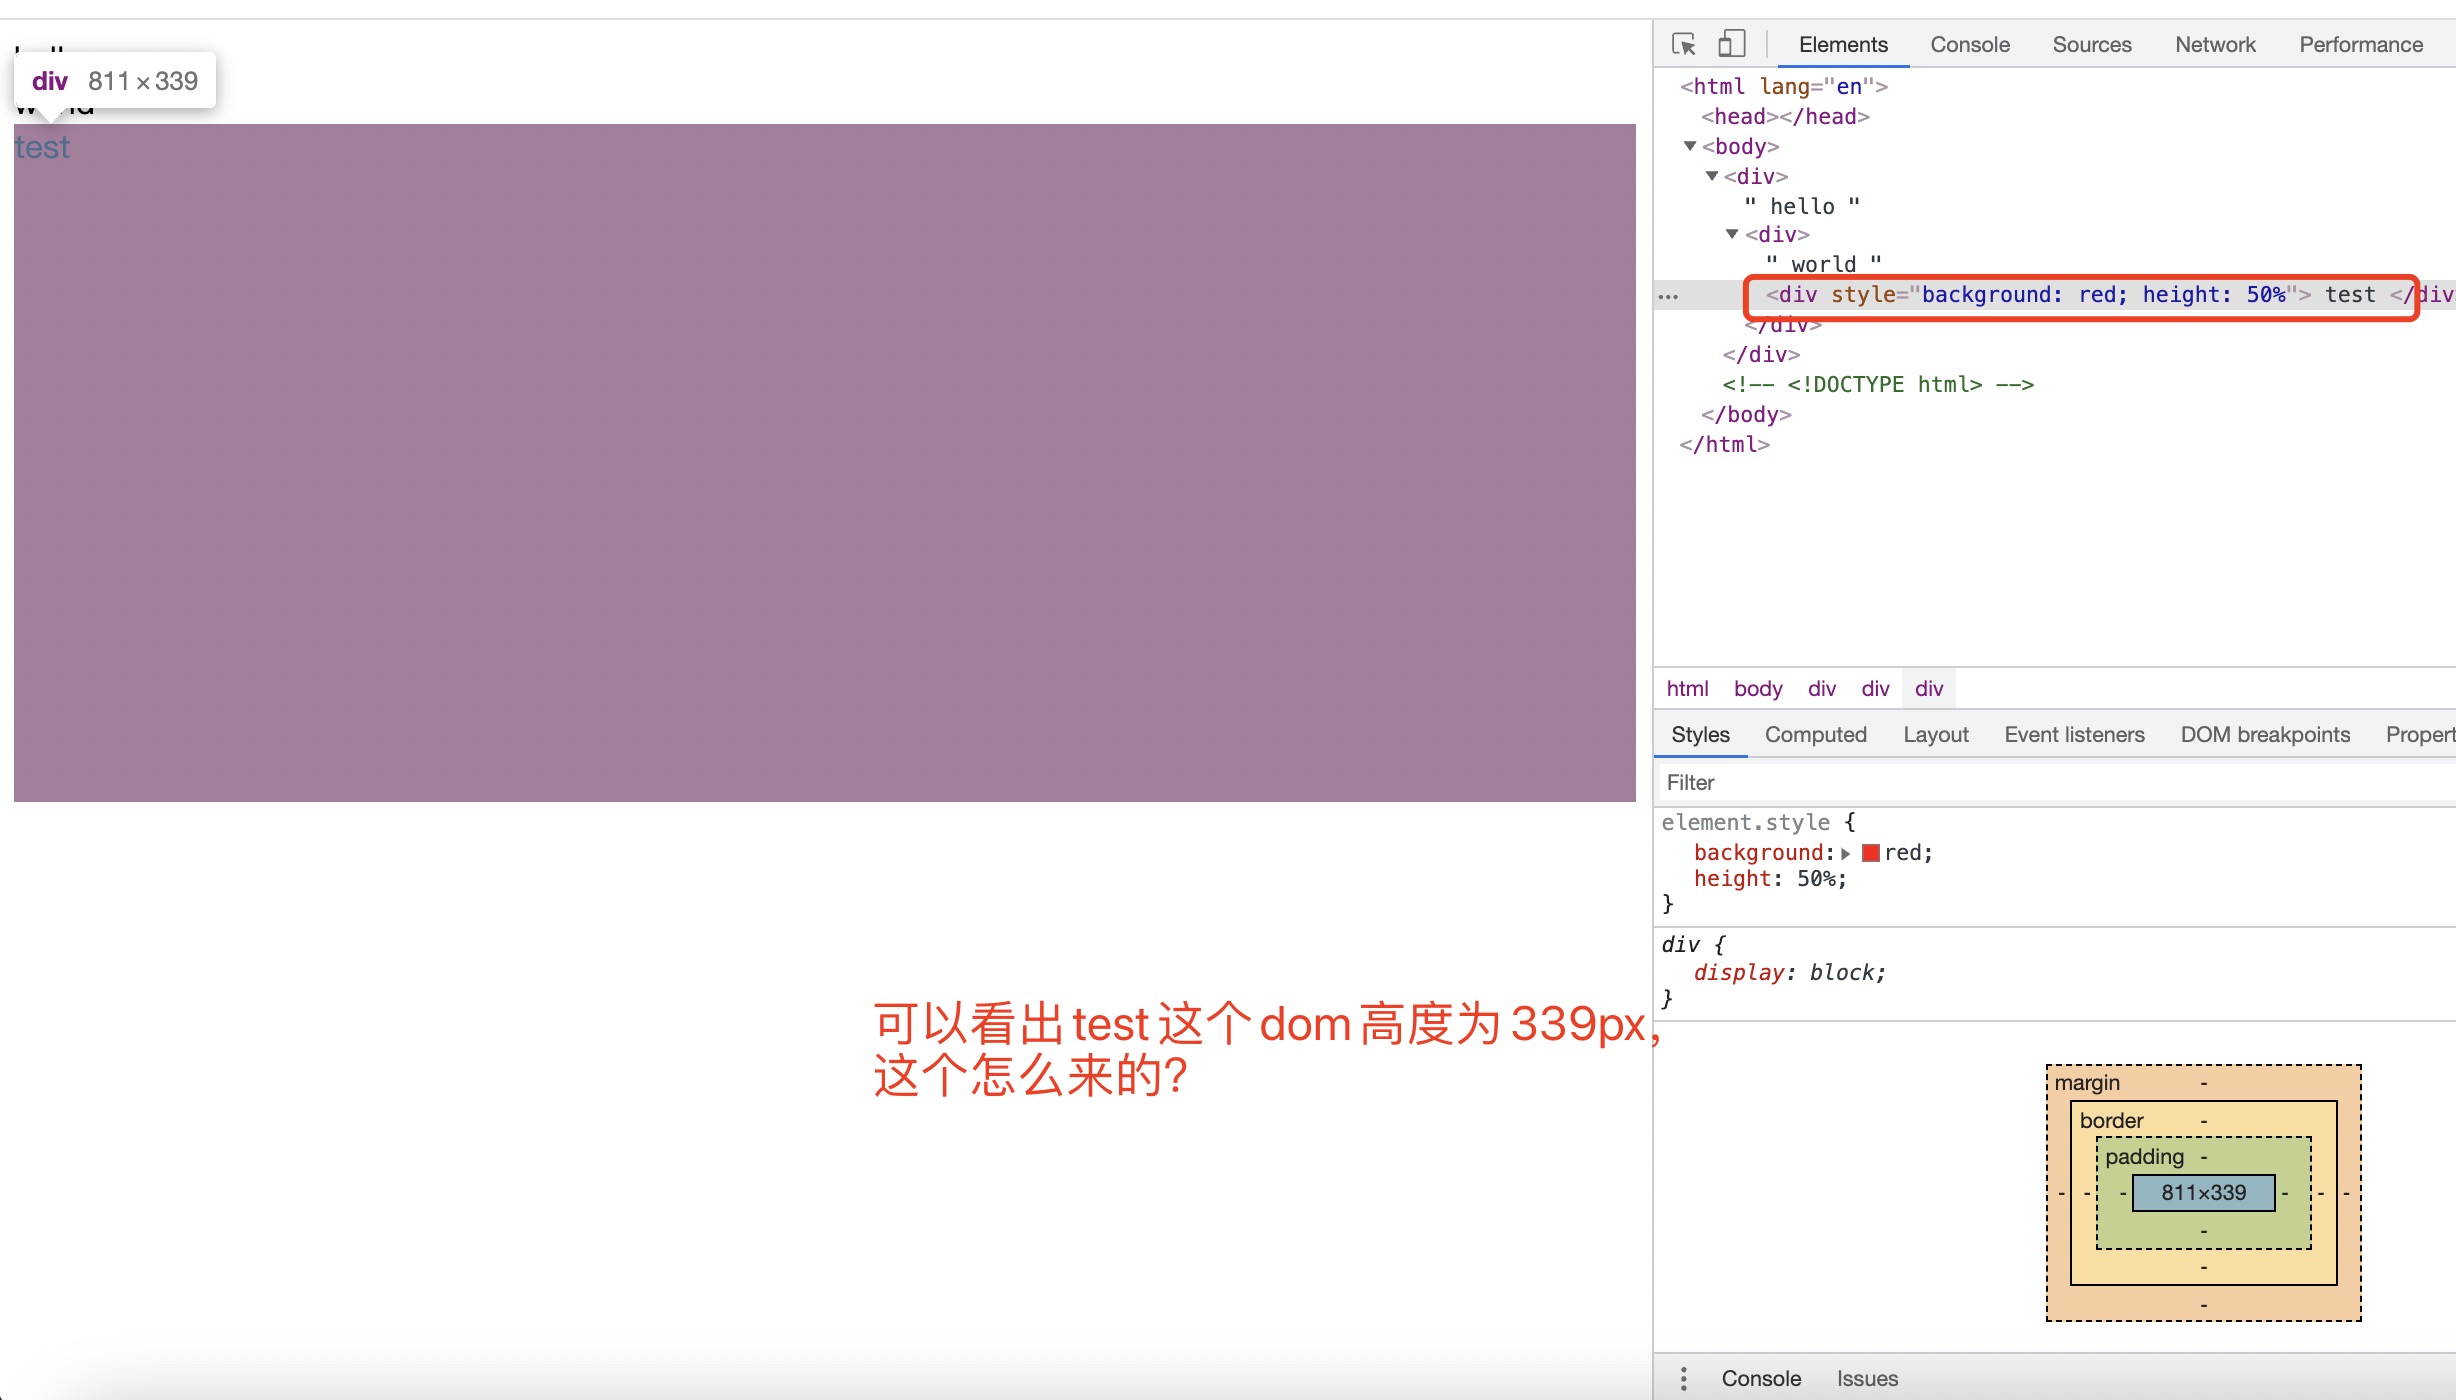 div 811 × 339
test
可以看出test这个dom高度为339px，
这个怎么来的?
Elements Console Sources Network Performance
<html lang="en">
<head></head>
<body>
<div>
" hello "
<div>
" world "
<div style="background: red; height: 50%"> test </div
</div>
</div>
<!-- <!DOCTYPE html> -->
</body>
</html>
html body div div div
Styles Computed Layout Event listeners DOM breakpoints Propert
Filter
element.style {
background: red;
height: 50%;
}
div {
display: block;
}
margin -
border -
padding -
- - - 811×339 - - -
-
-
-
Console Issues